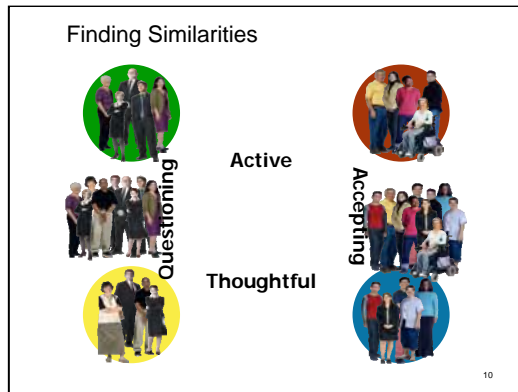 Finding Similarities
Active
Questioning
Accepting
Thoughtful
10